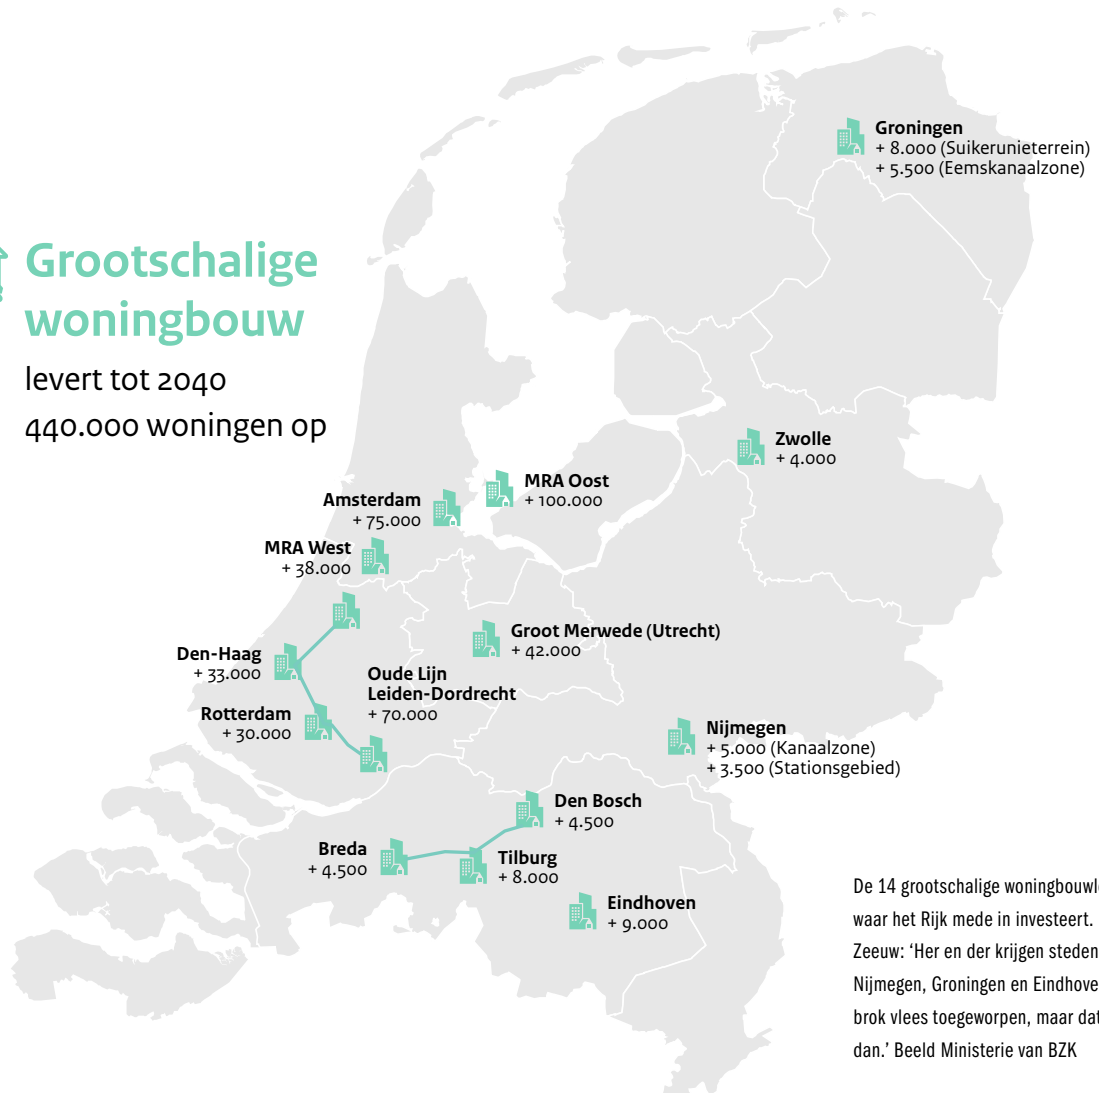 Grootschalige
woningbouw
levert tot 2040
440.000 woningen op
Groningen
+ 8.000 (Suikerunieterrein)
+ 5.500 (Eemskanaalzone)
Zwolle
+ 4.000
MRA Oost
+ 100.000
Amsterdam
+ 75.000
MRA West
+ 38.000
Groot Merwede (Utrecht)
+ 42.000
Den-Haag
+ 33.000
Oude Lijn
Leiden-Dordrecht
+ 70.000
Rotterdam
+ 30.000
Nijmegen
+ 5.000 (Kanaalzone)
+ 3.500 (Stationsgebied)
Den Bosch
+ 4.500
Breda
+ 4.500
Tilburg
+ 8.000
Eindhoven
+ 9.000
De 14 grootschalige
waar het Rijk mede in investeert.
Zeeuw: ‘Her en der krijgen steden
Nijmegen, Groningen en
brok vlees toegeworpen, maar
dan.’ Beeld Ministerie van BZK